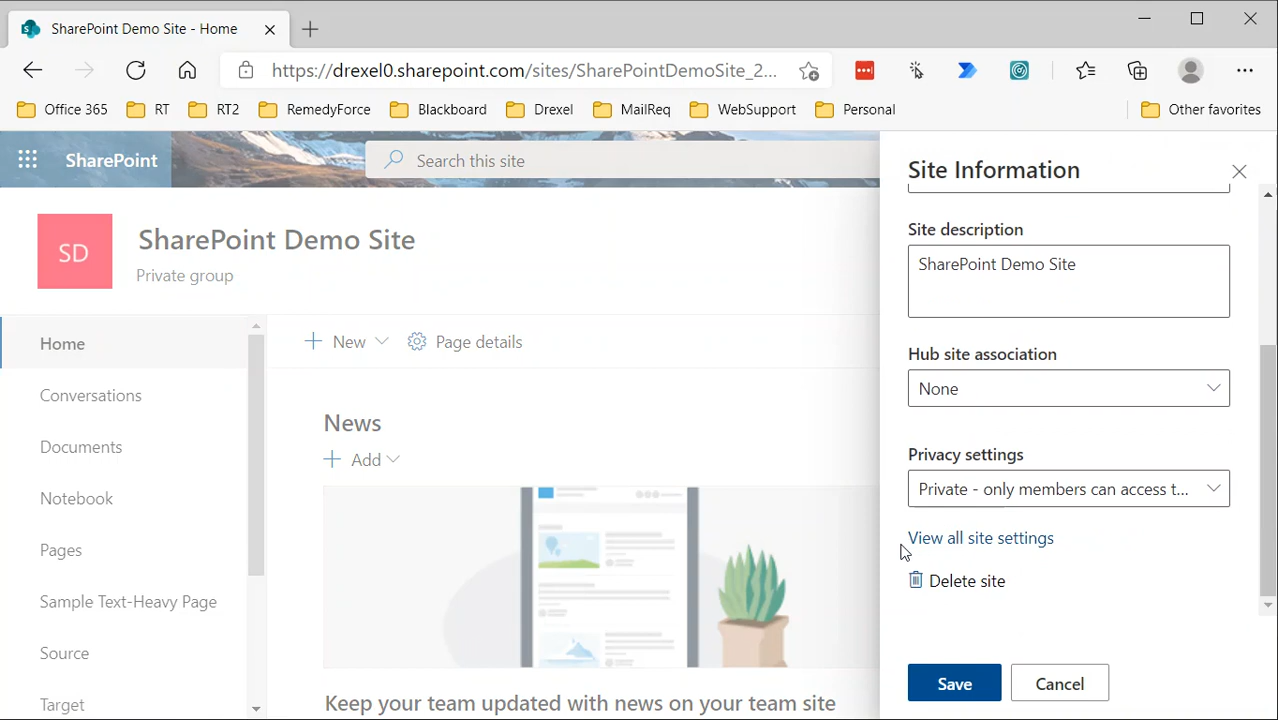 SharePoint Demo Site - Home
https://drexel0.sharepoint.com/sites/SharePointDemoSite_2...
Office 365 RT RT2 RemedyForce Blackboard Drexel MailReq WebSupport Personal Other favorites
SharePoint
Search this site
SD
SharePoint Demo Site
Private group
Home
Conversations
Documents
Notebook
Pages
Sample Text-Heavy Page
Source
Target
New
Page details
News
Add
Keep your team updated with news on your team site
Site Information
Site description
SharePoint Demo Site
Hub site association
None
Privacy settings
Private - only members can access t...
View all site settings
Delete site
Save
Cancel